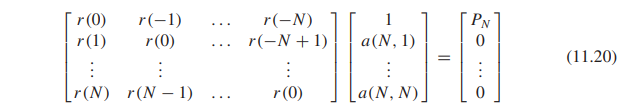 r(0) r(−1) … r(−N) 1 P_N
r(1) r(0) … r(−N + 1) a(N, 1) 0
⋮ ⋮ ⋮ ⋮ = ⋮ (11.20)
r(N) r(N − 1) … r(0) a(N, N) 0